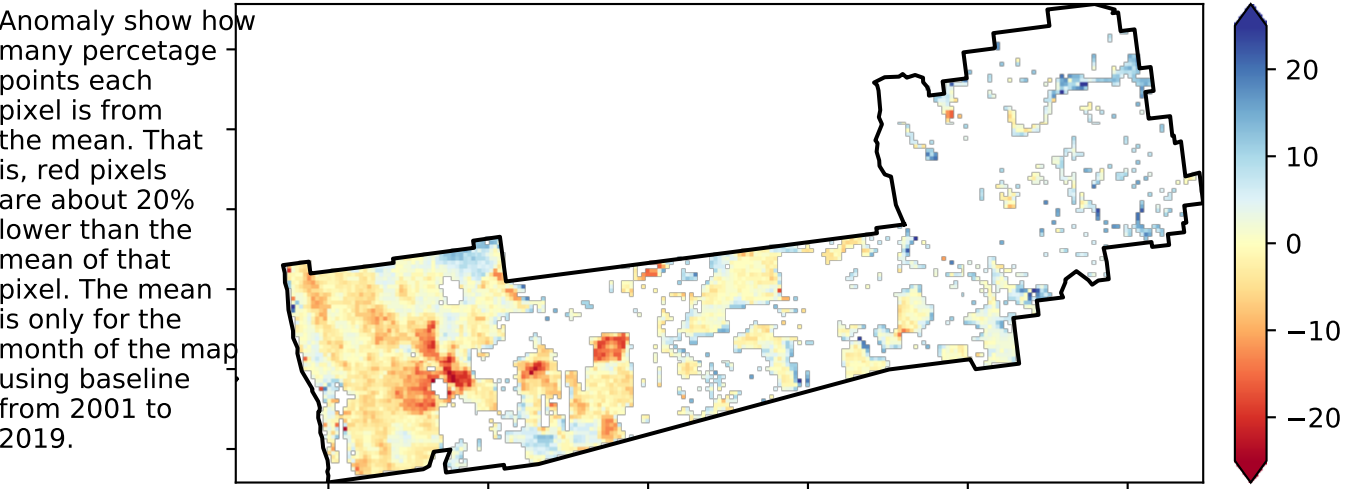 Anomaly show how
many percetage
points each
pixel is from
the mean. That
is, red pixels
are about 20%
lower than the
mean of that
pixel. The mean
is only for the
month of the map
using baseline
from 2001 to
2019.
20
10
0
−10
−20